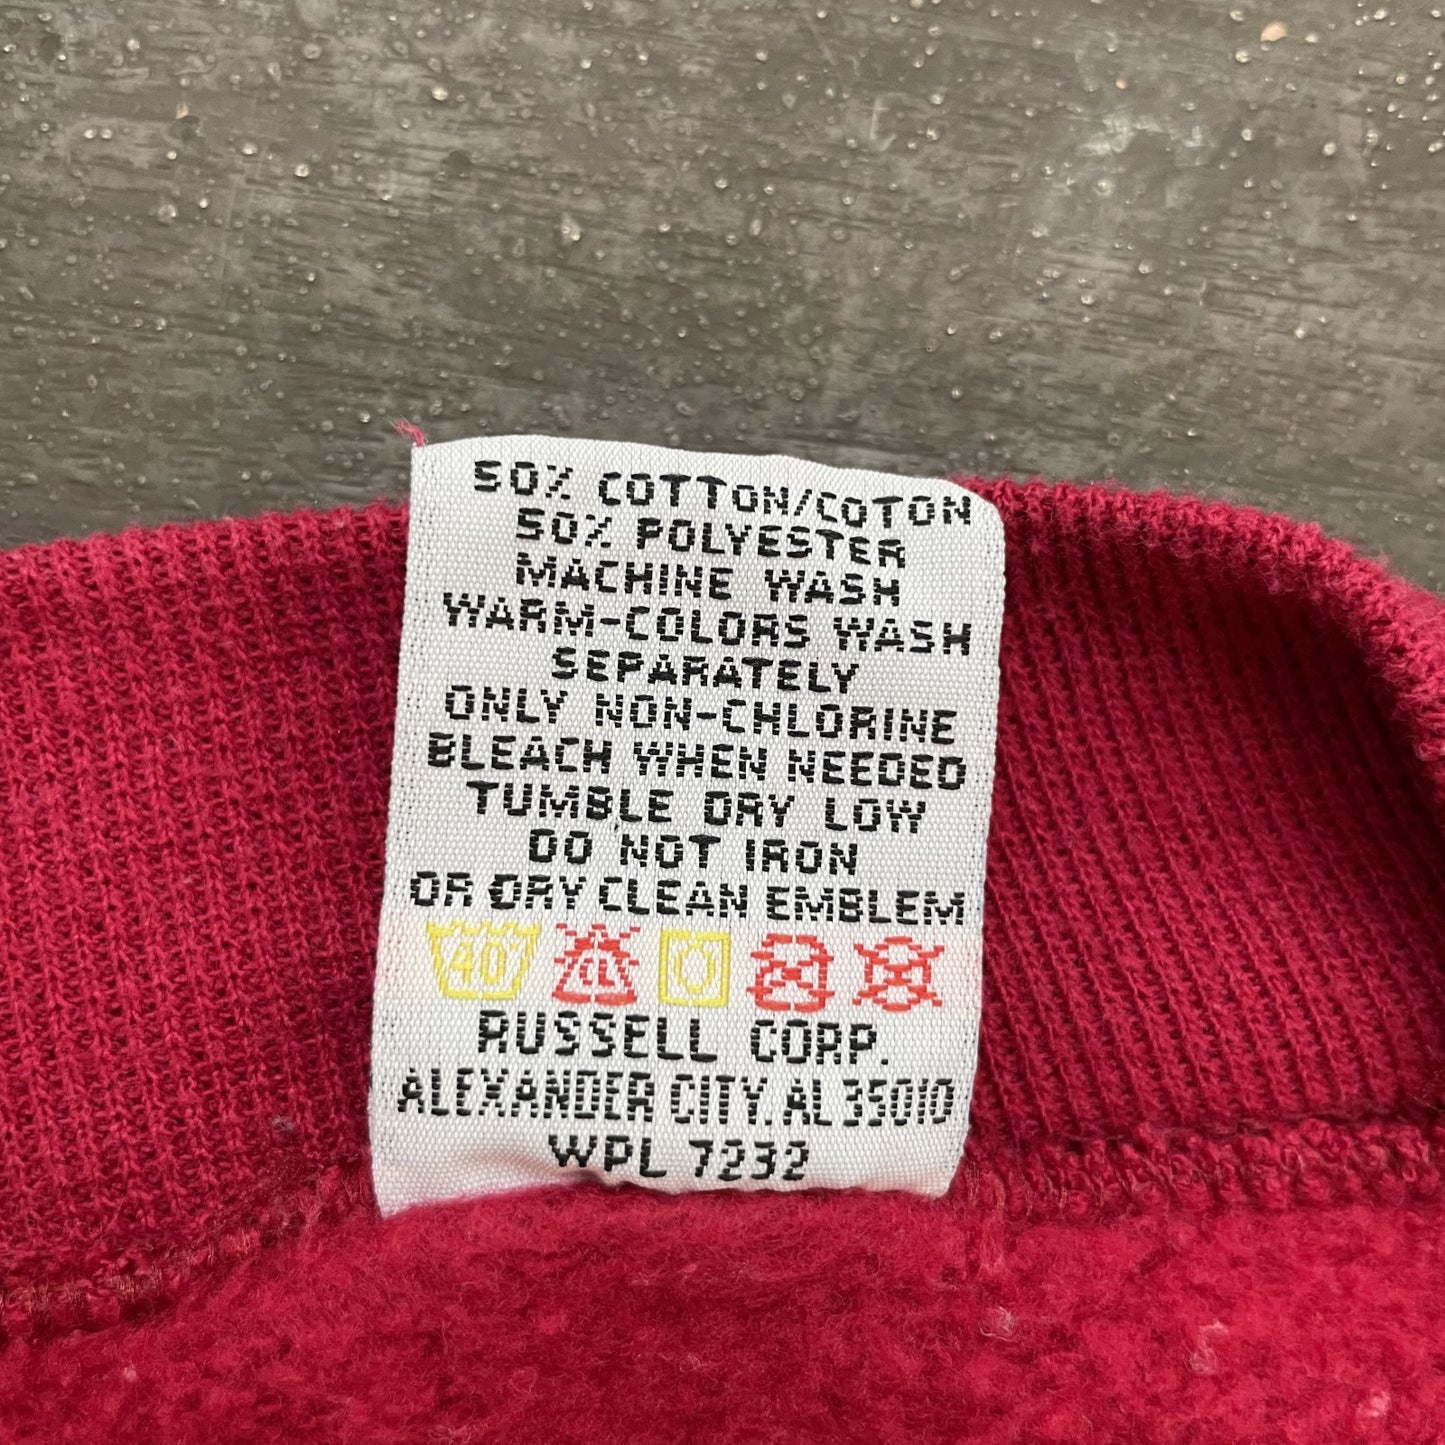 50% COTTON/COTON
50% POLYESTER
MACHINE WASH
WARM-COLORS WASH
SEPARATELY
ONLY NON-CHLORINE
BLEACH WHEN NEEDED
TUMBLE DRY LOW
DO NOT IRON
OR DRY CLEAN EMBLEM
40° CL
RUSSELL CORP.
ALEXANDER CITY, AL 35010
WPL 7232